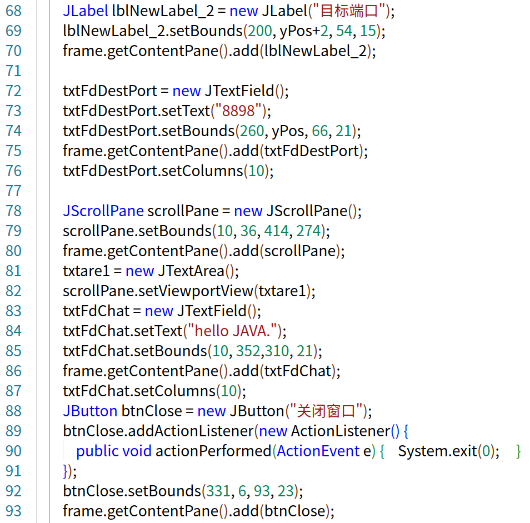 68 JLabel lblNewLabel_2 = new JLabel("目标端口");
69 lblNewLabel_2.setBounds(200, yPos+2, 54, 15);
70 frame.getContentPane().add(lblNewLabel_2);
71
72 txtFdDestPort = new JTextField();
73 txtFdDestPort.setText("8898");
74 txtFdDestPort.setBounds(260, yPos, 66, 21);
75 frame.getContentPane().add(txtFdDestPort);
76 txtFdDestPort.setColumns(10);
77
78 JScrollPane scrollPane = new JScrollPane();
79 scrollPane.setBounds(10, 36, 414, 274);
80 frame.getContentPane().add(scrollPane);
81 txtare1 = new JTextArea();
82 scrollPane.setViewportView(txtare1);
83 txtFdChat = new JTextField();
84 txtFdChat.setText("hello JAVA.");
85 txtFdChat.setBounds(10, 352,310, 21);
86 frame.getContentPane().add(txtFdChat);
87 txtFdChat.setColumns(10);
88 JButton btnClose = new JButton("关闭窗口");
89 btnClose.addActionListener(new ActionListener() {
90 public void actionPerformed(ActionEvent e) { System.exit(0); }
91 });
92 btnClose.setBounds(331, 6, 93, 23);
93 frame.getContentPane().add(btnClose);